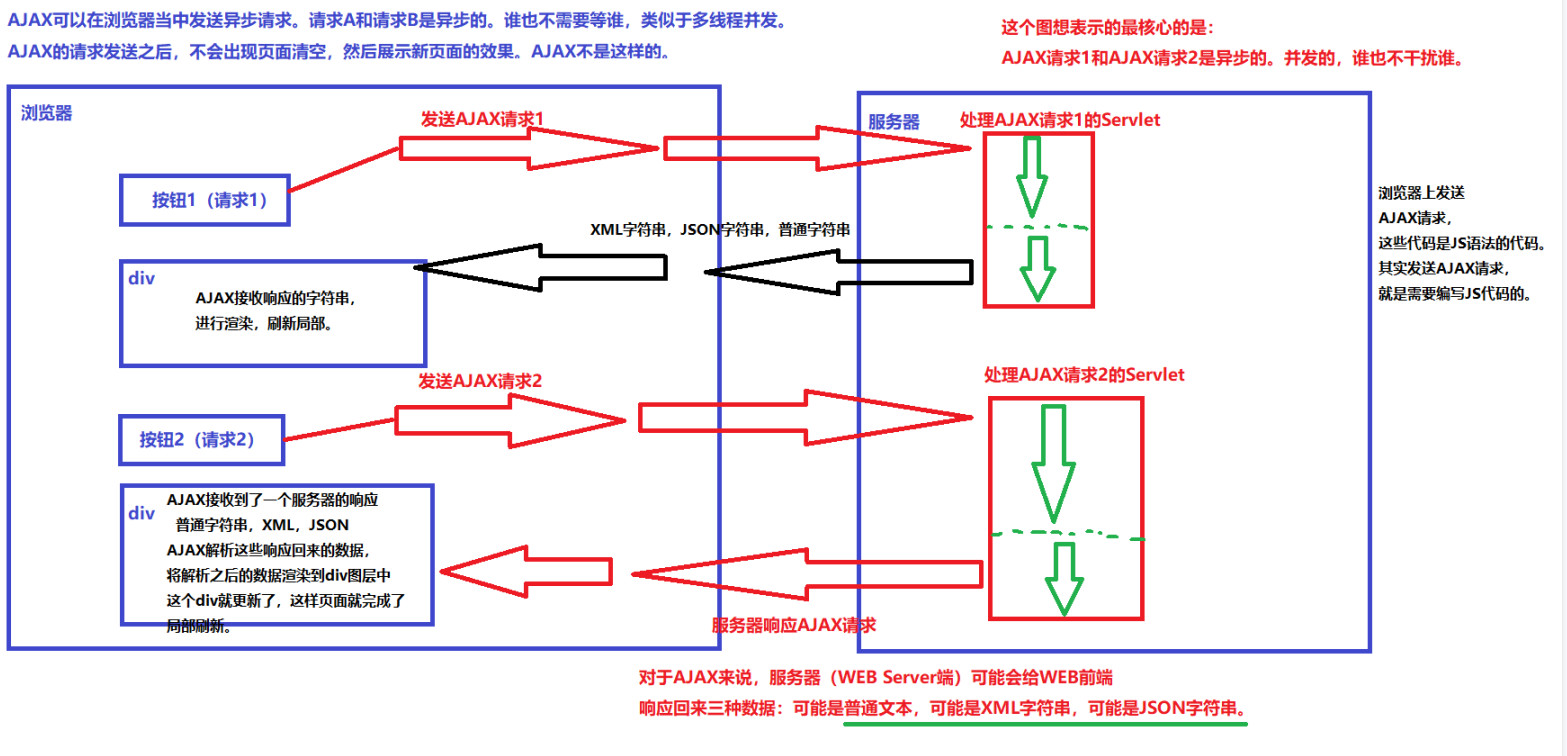 AJAX可以在浏览器当中发送异步请求。请求A和请求B是异步的。谁也不需要等谁，类似于多线程并发。
AJAX的请求发送之后，不会出现页面清空，然后展示新页面的效果。AJAX不是这样的。
这个图想表示的最核心的是：
AJAX请求1和AJAX请求2是异步的。并发的，谁也不干扰谁。
浏览器
发送AJAX请求1
服务器
处理AJAX请求1的Servlet
按钮1（请求1）
XML字符串，JSON字符串，普通字符串
浏览器上发送
AJAX请求，
这些代码是JS语法的代码。
其实发送AJAX请求，
就是需要编写JS代码的。
div
AJAX接收响应的字符串，
进行渲染，刷新局部。
发送AJAX请求2
处理AJAX请求2的Servlet
按钮2（请求2）
div
AJAX接收到了一个服务器的响应
普通字符串，XML，JSON
AJAX解析这些响应回来的数据，
将解析之后的数据渲染到div图层中
这个div就更新了，这样页面就完成了
局部刷新。
服务器响应AJAX请求
对于AJAX来说，服务器（WEB Server端）可能会给WEB前端
响应回来三种数据：可能是普通文本，可能是XML字符串，可能是JSON字符串。